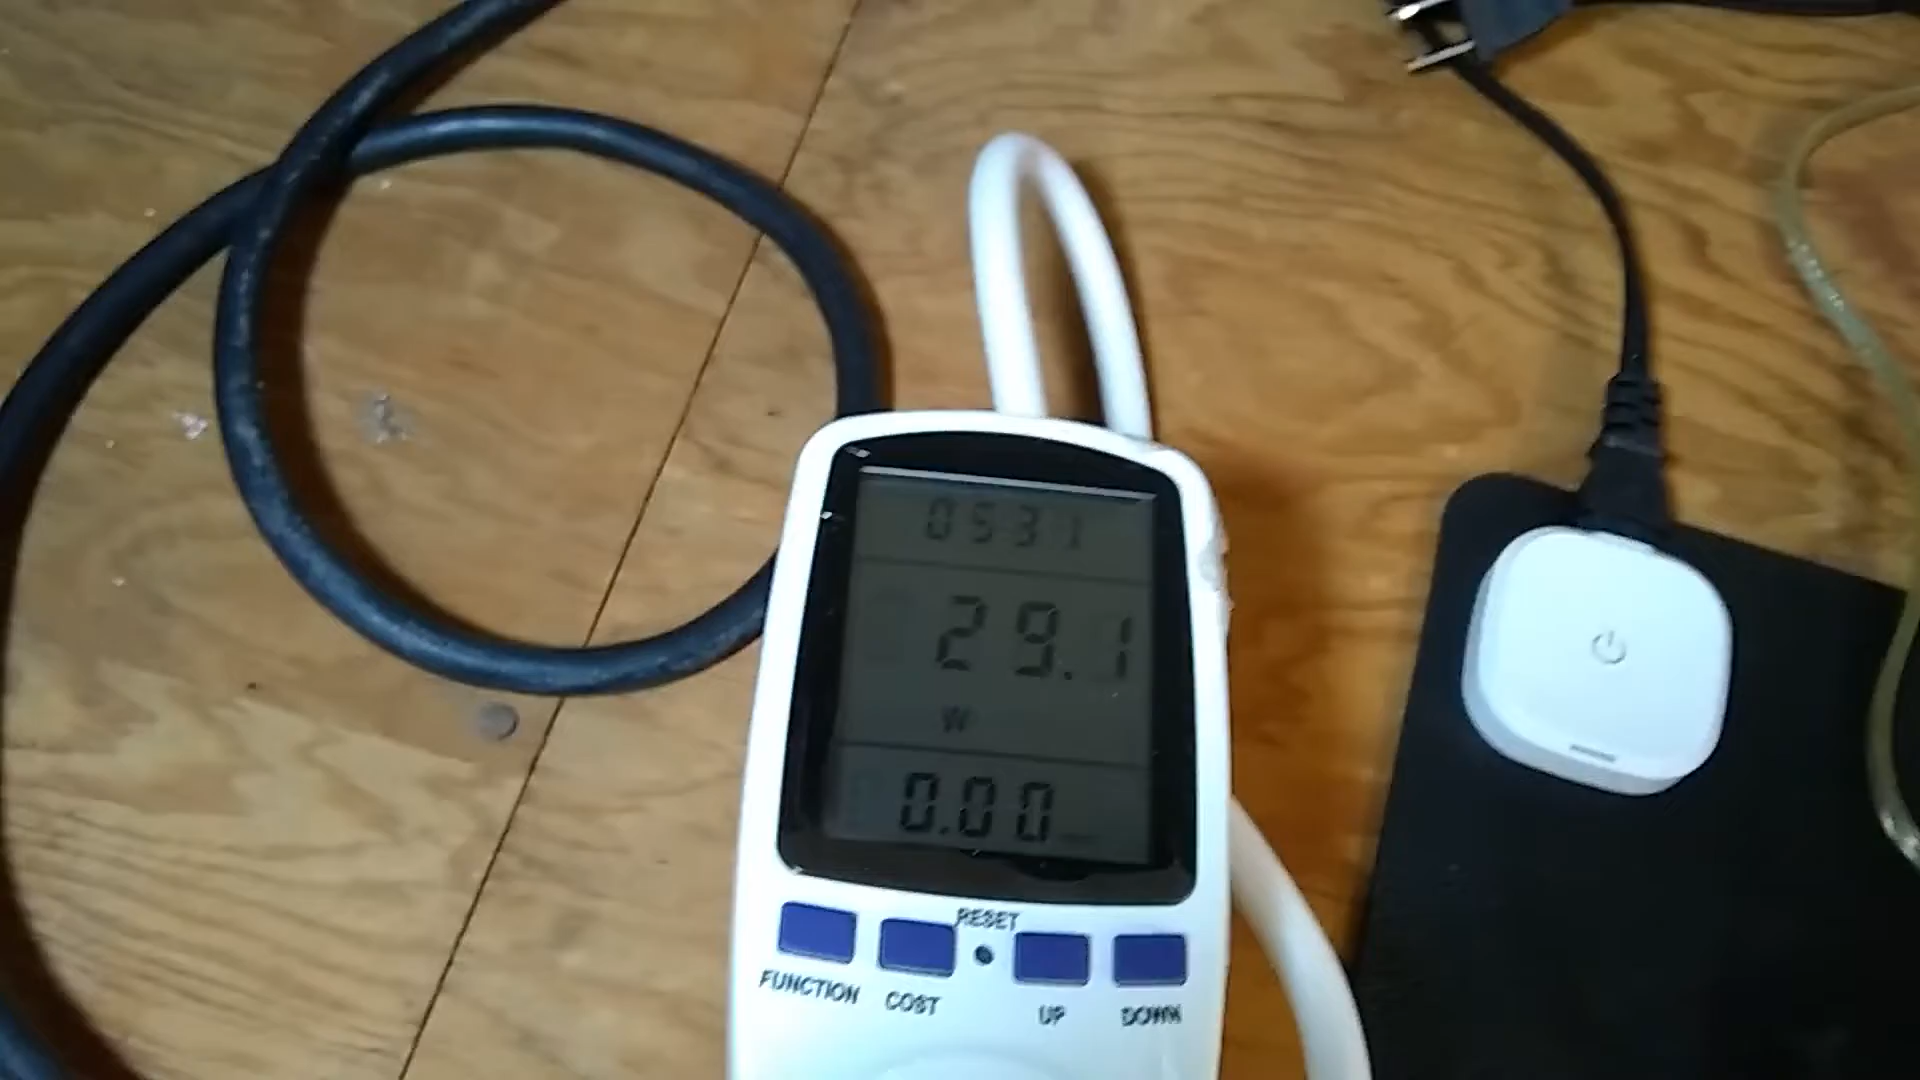 0531
29.1
W
0.00
RESET
FUNCTION
COST
UP
DOWN